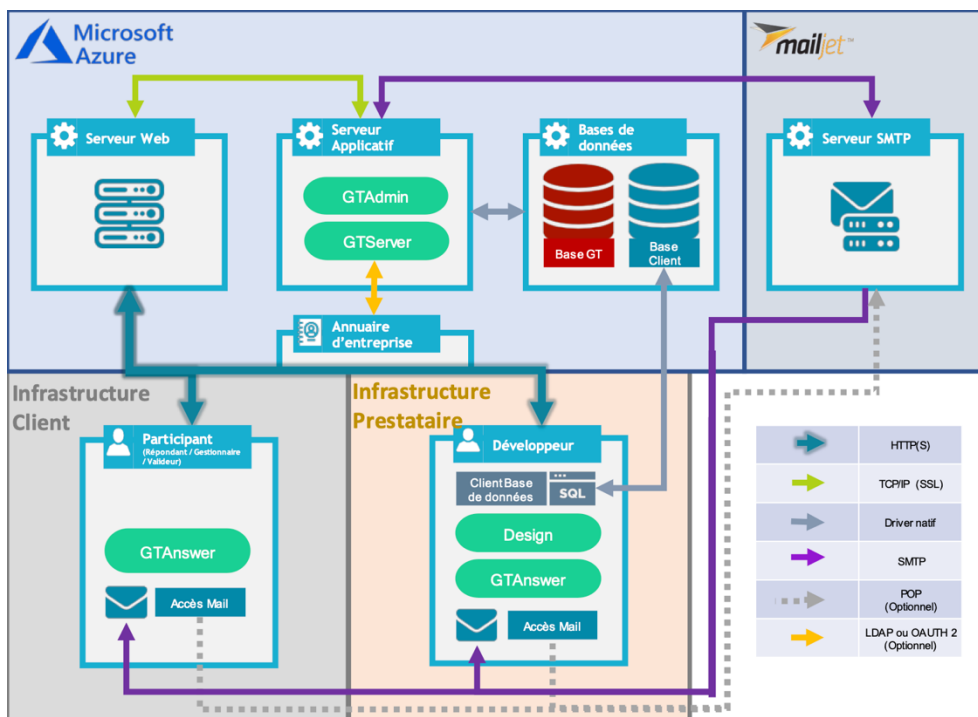 Microsoft
Azure
mailjet™
Serveur Web
Serveur
Applicatif
Bases de
données
Serveur SMTP
GTAdmin
GTServer
Base GT
Base
Client
Annuaire
d'entreprise
Infrastructure
Client
Infrastructure
Prestataire
Participant
(Répondant / Gestionnaire
/ Valideur)
Développeur
Client Base
de données
SQL
Design
GTAnswer
GTAnswer
Accès Mail
Accès Mail
HTTP(S)
TCP/IP (SSL)
Driver natif
SMTP
POP
(Optionnel)
LDAP ou OAUTH 2
(Optionnel)